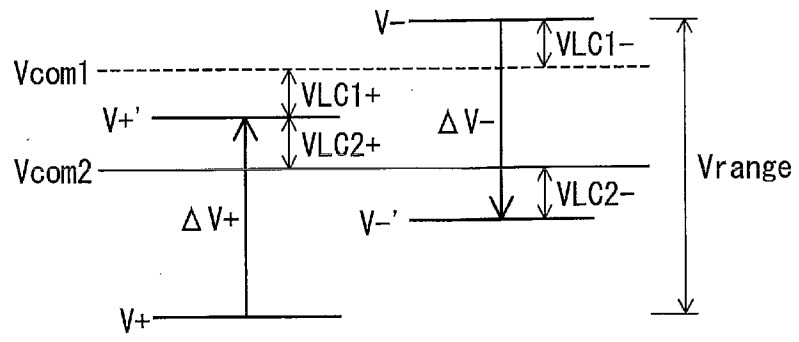 V-
VLC1-
Vcom1
VLC1+
V+'
ΔV-
VLC2+
Vcom2
Vrange
VLC2-
ΔV+
V-'
V+